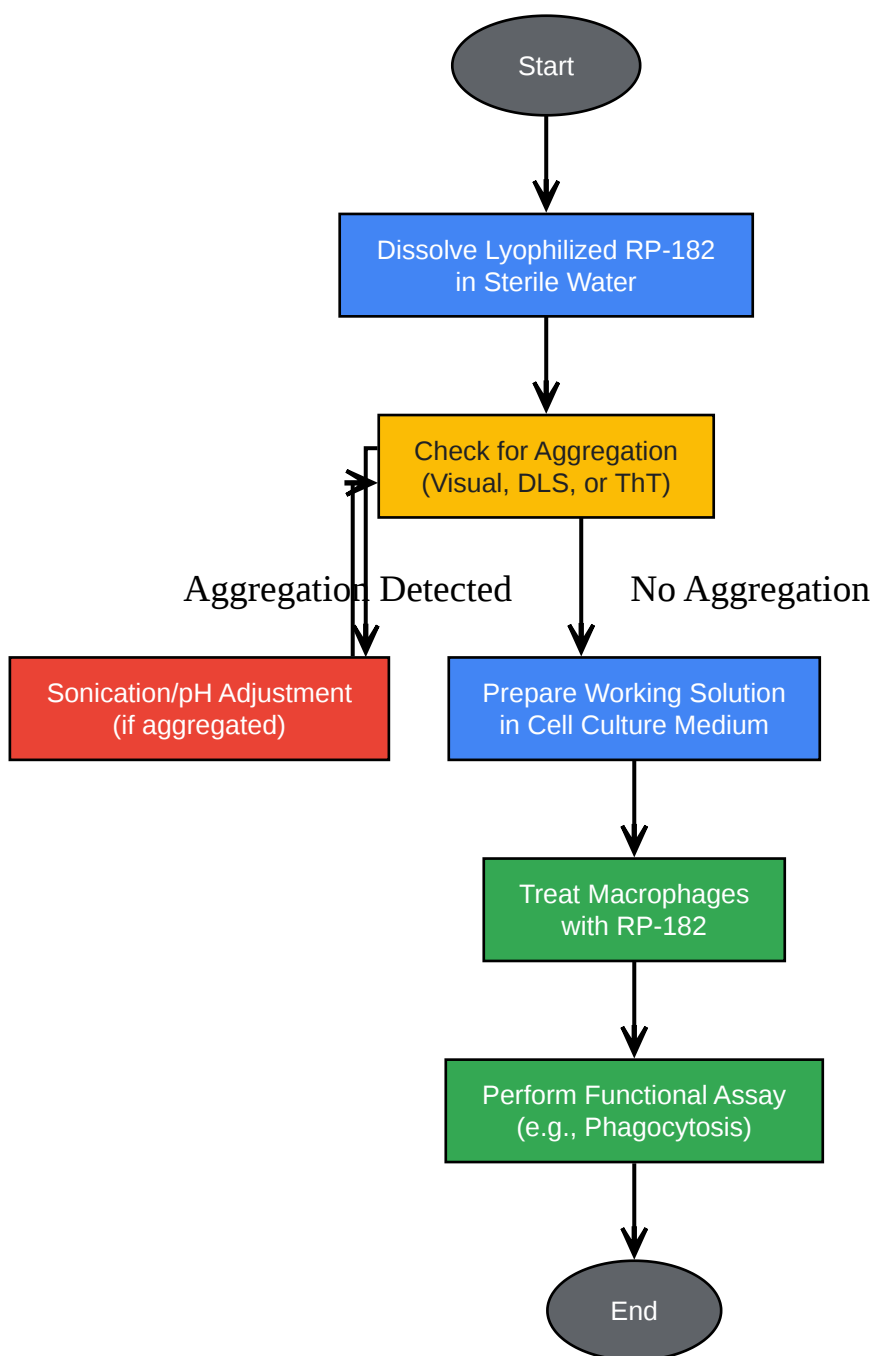 Start
Dissolve Lyophilized RP-182
in Sterile Water
Check for Aggregation
(Visual, DLS, or ThT)
Aggregation Detected
No Aggregation
Sonication/pH Adjustment
(if aggregated)
Prepare Working Solution
in Cell Culture Medium
Treat Macrophages
with RP-182
Perform Functional Assay
(e.g., Phagocytosis)
End